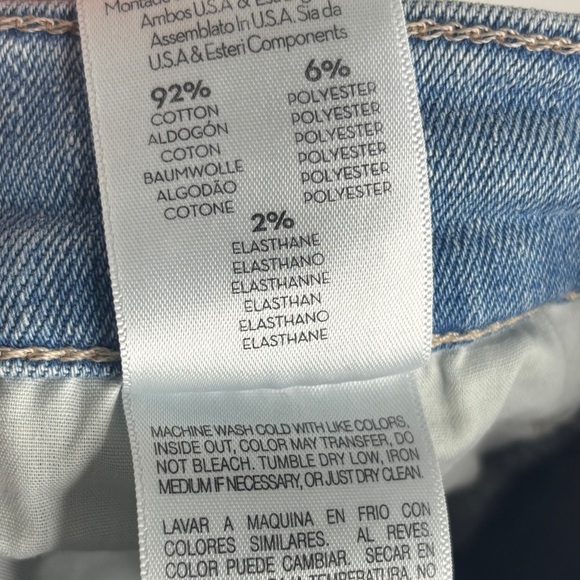 Ambos U.S.A &
Assemblato In U.S.A. Sia da
U.S.A & Esteri Components
92%
COTTON
ALDOGÓN
COTON
BAUMWOLLE
ALGODÃO
COTONE
6%
POLYESTER
POLYESTER
POLYESTER
POLYESTER
POLYESTER
POLYESTER
2%
ELASTHANE
ELASTHANO
ELASTHANNE
ELASTHAN
ELASTHANO
ELASTHANE
MACHINE WASH COLD WITH LIKE COLORS,
INSIDE OUT, COLOR MAY TRANSFER, DO
NOT BLEACH. TUMBLE DRY LOW, IRON
MEDIUM IF NECESSARY, OR JUST DRY CLEAN.
LAVAR A MAQUINA EN FRIO CON
COLORES SIMILARES. AL REVES.
COLOR PUEDE CAMBIAR. SECAR EN
TEMPERATURA, NO